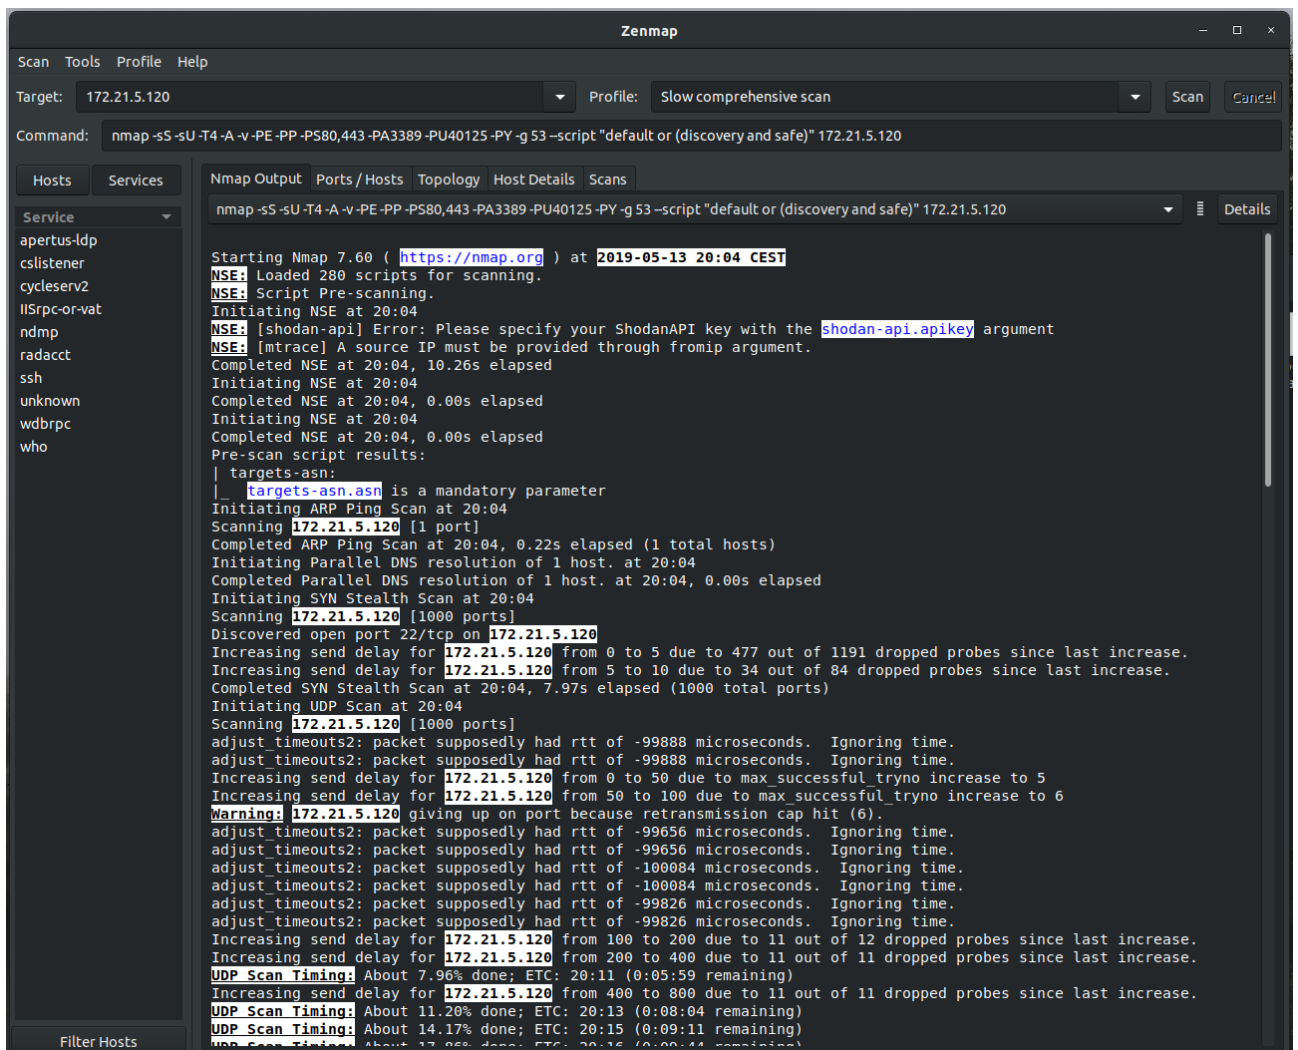 Zenmap
Scan Tools Profile Help
Target: 172.21.5.120 Profile: Slow comprehensive scan Scan Cancel
Command: nmap -sS -sU -T4 -A -v -PE -PP -PS80,443 -PA3389 -PU40125 -PY -g 53 --script "default or (discovery and safe)" 172.21.5.120
Hosts Services
Service
apertus-ldp
cslistener
cycleserv2
IISrpc-or-vat
ndmp
radacct
ssh
unknown
wdbrpc
who
Filter Hosts
Nmap Output Ports / Hosts Topology Host Details Scans
nmap -sS -sU -T4 -A -v -PE -PP -PS80,443 -PA3389 -PU40125 -PY -g 53 --script "default or (discovery and safe)" 172.21.5.120 Details
Starting Nmap 7.60 ( https://nmap.org ) at 2019-05-13 20:04 CEST
NSE: Loaded 280 scripts for scanning.
NSE: Script Pre-scanning.
Initiating NSE at 20:04
NSE: [shodan-api] Error: Please specify your ShodanAPI key with the shodan-api.apikey argument
NSE: [mtrace] A source IP must be provided through fromip argument.
Completed NSE at 20:04, 10.26s elapsed
Initiating NSE at 20:04
Completed NSE at 20:04, 0.00s elapsed
Initiating NSE at 20:04
Completed NSE at 20:04, 0.00s elapsed
Pre-scan script results:
| targets-asn:
|_  targets-asn.asn is a mandatory parameter
Initiating ARP Ping Scan at 20:04
Scanning 172.21.5.120 [1 port]
Completed ARP Ping Scan at 20:04, 0.22s elapsed (1 total hosts)
Initiating Parallel DNS resolution of 1 host. at 20:04
Completed Parallel DNS resolution of 1 host. at 20:04, 0.00s elapsed
Initiating SYN Stealth Scan at 20:04
Scanning 172.21.5.120 [1000 ports]
Discovered open port 22/tcp on 172.21.5.120
Increasing send delay for 172.21.5.120 from 0 to 5 due to 477 out of 1191 dropped probes since last increase.
Increasing send delay for 172.21.5.120 from 5 to 10 due to 34 out of 84 dropped probes since last increase.
Completed SYN Stealth Scan at 20:04, 7.97s elapsed (1000 total ports)
Initiating UDP Scan at 20:04
Scanning 172.21.5.120 [1000 ports]
adjust_timeouts2: packet supposedly had rtt of -99888 microseconds.  Ignoring time.
adjust_timeouts2: packet supposedly had rtt of -99888 microseconds.  Ignoring time.
Increasing send delay for 172.21.5.120 from 0 to 50 due to max_successful_tryno increase to 5
Increasing send delay for 172.21.5.120 from 50 to 100 due to max_successful_tryno increase to 6
Warning: 172.21.5.120 giving up on port because retransmission cap hit (6).
adjust_timeouts2: packet supposedly had rtt of -99656 microseconds.  Ignoring time.
adjust_timeouts2: packet supposedly had rtt of -99656 microseconds.  Ignoring time.
adjust_timeouts2: packet supposedly had rtt of -100084 microseconds.  Ignoring time.
adjust_timeouts2: packet supposedly had rtt of -100084 microseconds.  Ignoring time.
adjust_timeouts2: packet supposedly had rtt of -99826 microseconds.  Ignoring time.
adjust_timeouts2: packet supposedly had rtt of -99826 microseconds.  Ignoring time.
Increasing send delay for 172.21.5.120 from 100 to 200 due to 11 out of 12 dropped probes since last increase.
Increasing send delay for 172.21.5.120 from 200 to 400 due to 11 out of 11 dropped probes since last increase.
UDP Scan Timing: About 7.96% done; ETC: 20:11 (0:05:59 remaining)
Increasing send delay for 172.21.5.120 from 400 to 800 due to 11 out of 11 dropped probes since last increase.
UDP Scan Timing: About 11.20% done; ETC: 20:13 (0:08:04 remaining)
UDP Scan Timing: About 14.17% done; ETC: 20:15 (0:09:11 remaining)
UDP Scan Timing: About 17.86% done; ETC: 20:16 (0:09:44 remaining)